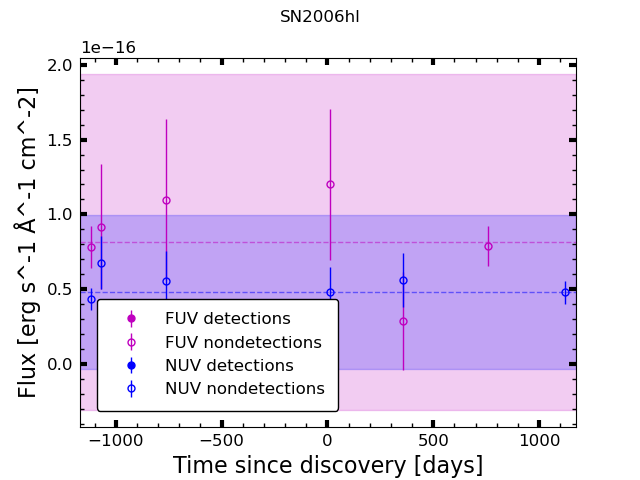 SN2006hl
1e−16
2.0
1.5
1.0
0.5
0.0
Flux [erg s^-1 Å^-1 cm^-2]
FUV detections
FUV nondetections
NUV detections
NUV nondetections
−1000 −500 0 500 1000
Time since discovery [days]